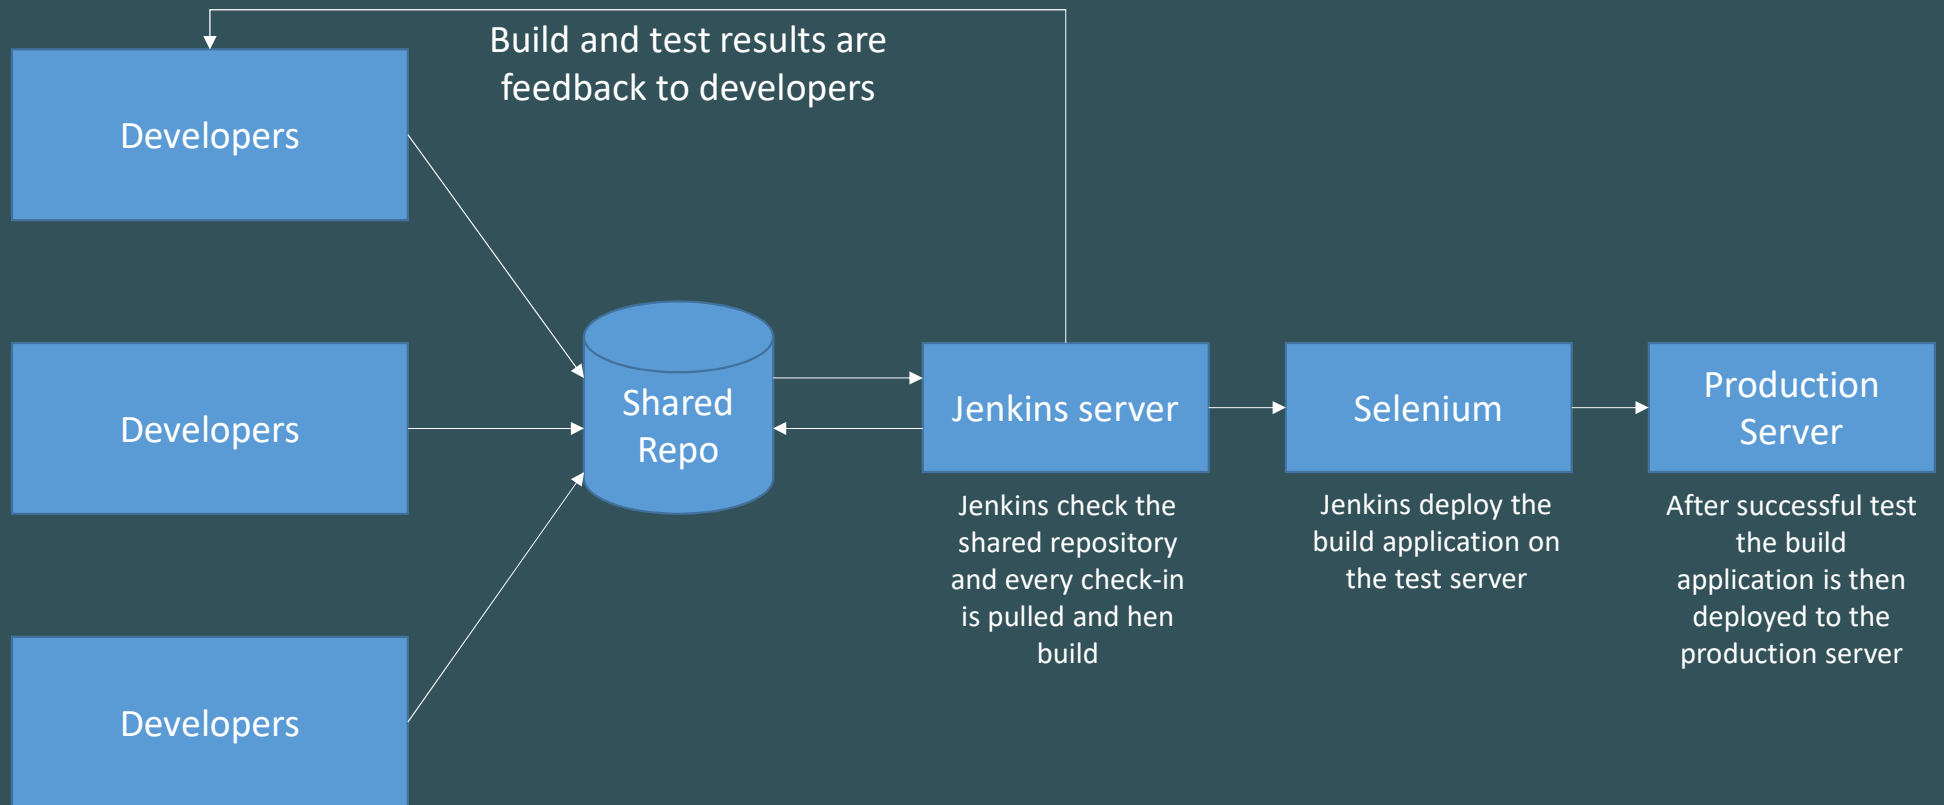 Build and test results are
feedback to developers
Developers
Developers
Developers
Shared
Repo
Jenkins server
Selenium
Production
Server
Jenkins check the
shared repository
and every check-in
is pulled and hen
build
Jenkins deploy the
build application on
the test server
After successful test
the build
application is then
deployed to the
production server